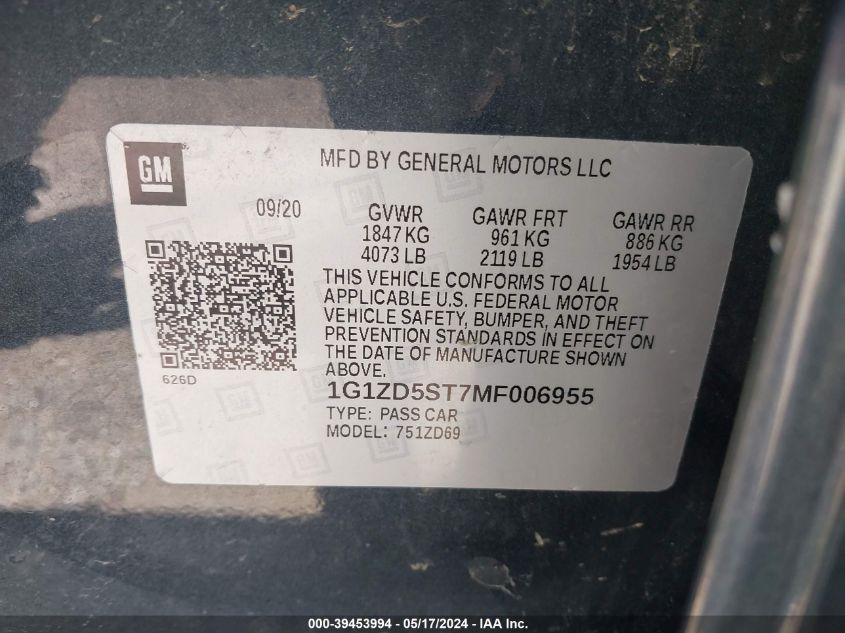 GM
MFD BY GENERAL MOTORS LLC
09/20
GVWR GAWR FRT GAWR RR
1847 KG 961 KG 886 KG
4073 LB 2119 LB 1954 LB
THIS VEHICLE CONFORMS TO ALL
APPLICABLE U.S. FEDERAL MOTOR
VEHICLE SAFETY, BUMPER, AND THEFT
PREVENTION STANDARDS IN EFFECT ON
THE DATE OF MANUFACTURE SHOWN
ABOVE.
626D
1G1ZD5ST7MF006955
TYPE: PASS CAR
MODEL: 751ZD69
000-39453994 - 05/17/2024 - IAA Inc.